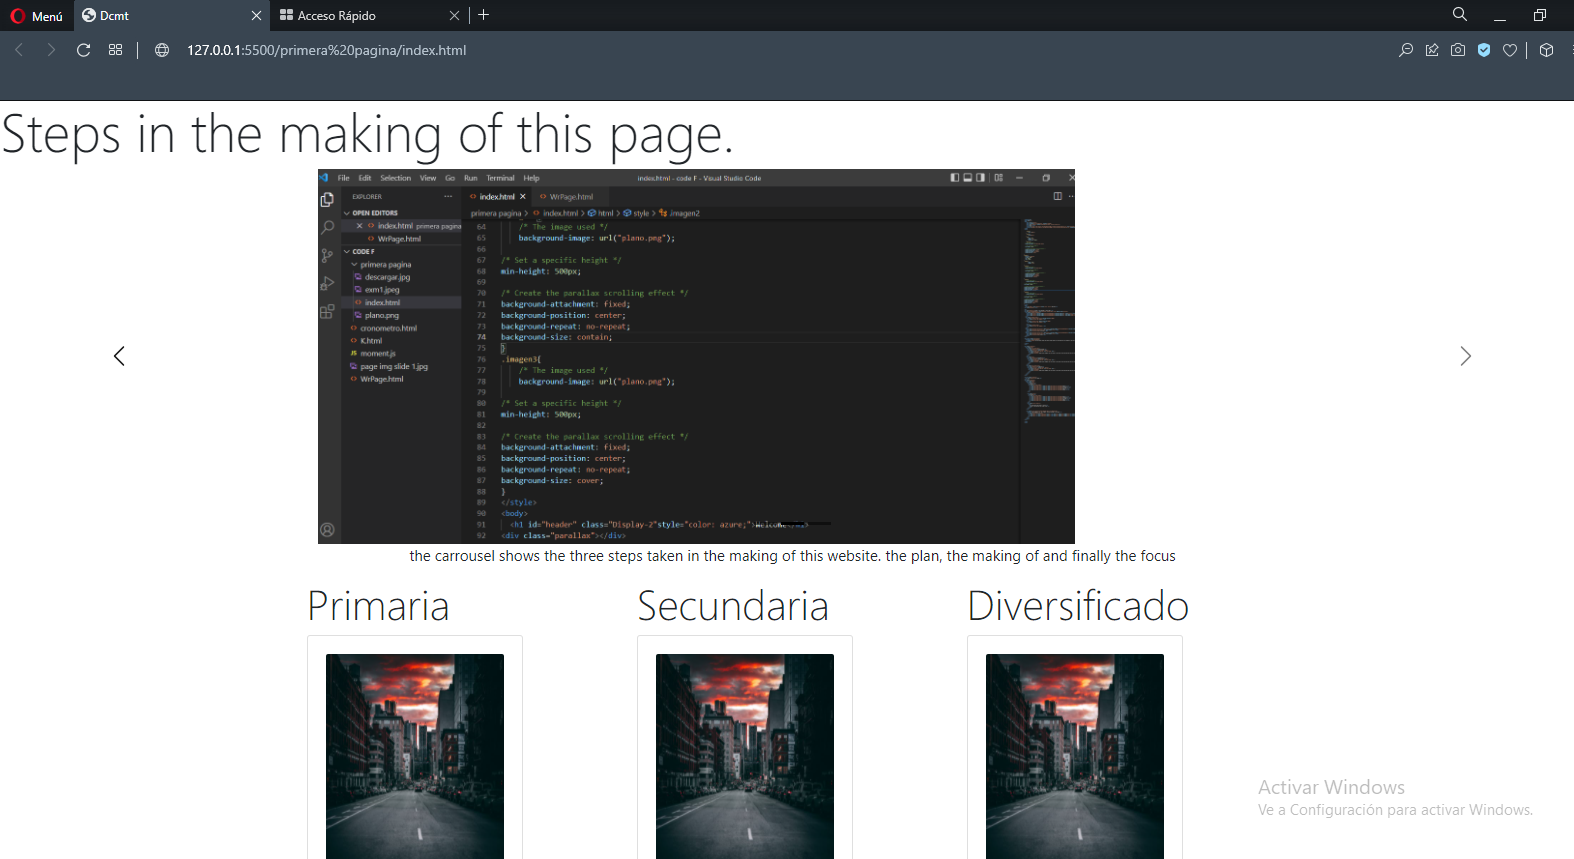 Menú
Dcmt
Acceso Rápido
127.0.0.1:5500/primera%20pagina/index.html
Steps in the making of this page.
File Edit Selection View Go Run Terminal Help
index.html - code F - Visual Studio Code
EXPLORER
index.html
WrPage.html
OPEN EDITORS
primera pagina > index.html > html > style > .imagen2
index.html primera pagina
WrPage.html
CODE F
primera pagina
descargar.jpg
exm1.jpeg
index.html
plano.png
cronometro.html
K.html
moment.js
page img slide 1.jpg
WrPage.html
64 /* The image used */
65 background-image: url("plano.png");
66
67 /* Set a specific height */
68 min-height: 500px;
69
70 /* Create the parallax scrolling effect */
71 background-attachment: fixed;
72 background-position: center;
73 background-repeat: no-repeat;
74 background-size: contain;
75 }
76 .imagen3{
77 /* The image used */
78 background-image: url("plano.png");
79
80 /* Set a specific height */
81 min-height: 500px;
82
83 /* Create the parallax scrolling effect */
84 background-attachment: fixed;
85 background-position: center;
86 background-repeat: no-repeat;
87 background-size: cover;
88 }
89 </style>
90 <body>
91 <h1 id="header" class="Display-2"style="color: azure;">Welcome</h1>
92 <div class="parallax"></div>
the carrousel shows the three steps taken in the making of this website. the plan, the making of and finally the focus
Primaria
Secundaria
Diversificado
Activar Windows
Ve a Configuración para activar Windows.